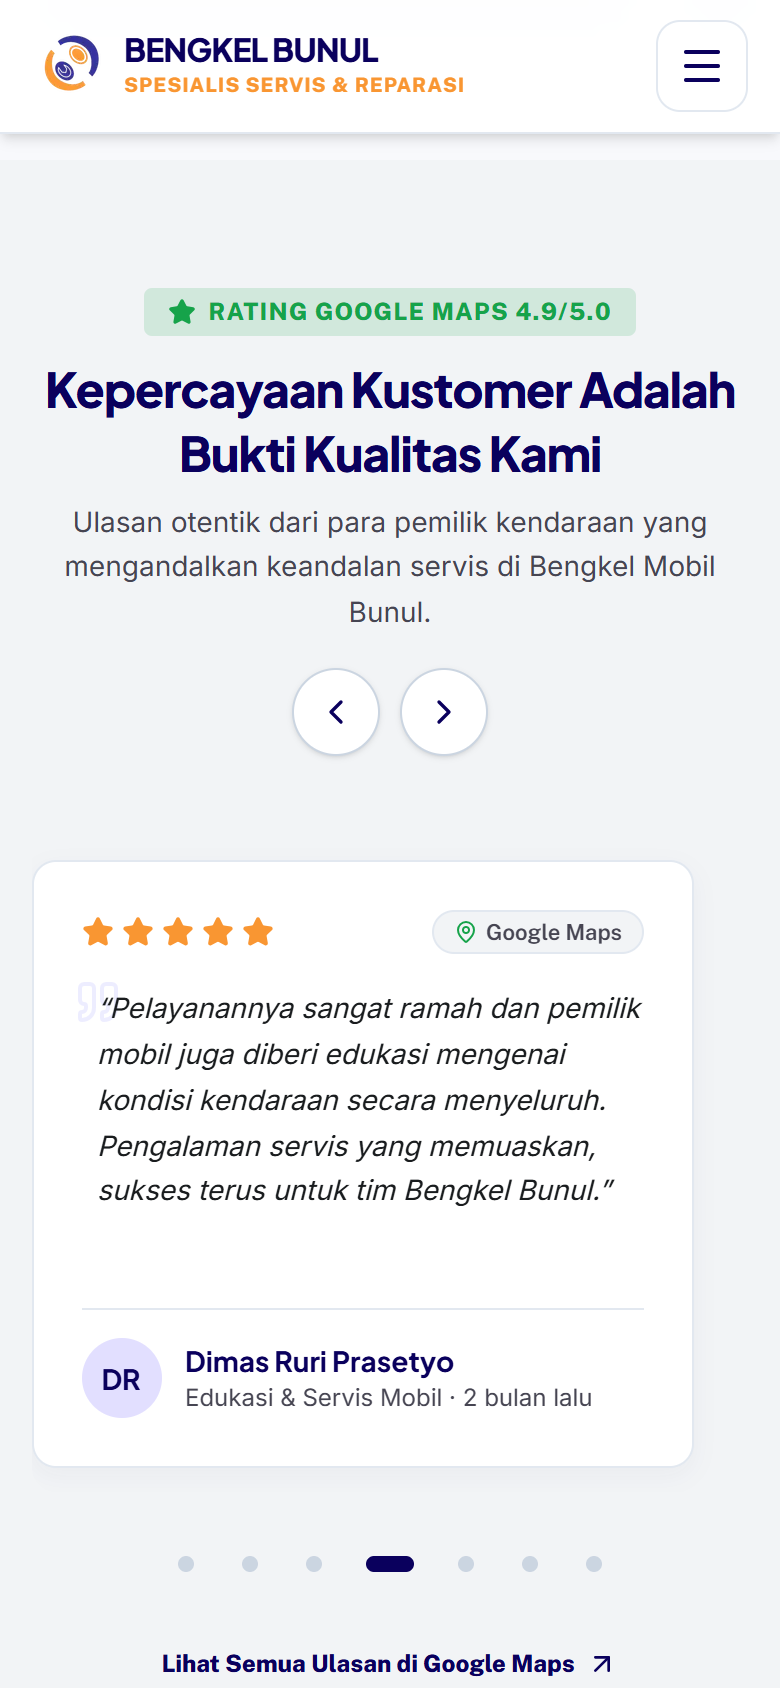 BENGKEL BUNUL
SPESIALIS SERVIS & REPARASI
RATING GOOGLE MAPS 4.9/5.0
Kepercayaan Kustomer Adalah
Bukti Kualitas Kami
Ulasan otentik dari para pemilik kendaraan yang
mengandalkan keandalan servis di Bengkel Mobil
Bunul.
Google Maps
“Pelayanannya sangat ramah dan pemilik
mobil juga diberi edukasi mengenai
kondisi kendaraan secara menyeluruh.
Pengalaman servis yang memuaskan,
sukses terus untuk tim Bengkel Bunul.”
DR
Dimas Ruri Prasetyo
Edukasi & Servis Mobil · 2 bulan lalu
Lihat Semua Ulasan di Google Maps